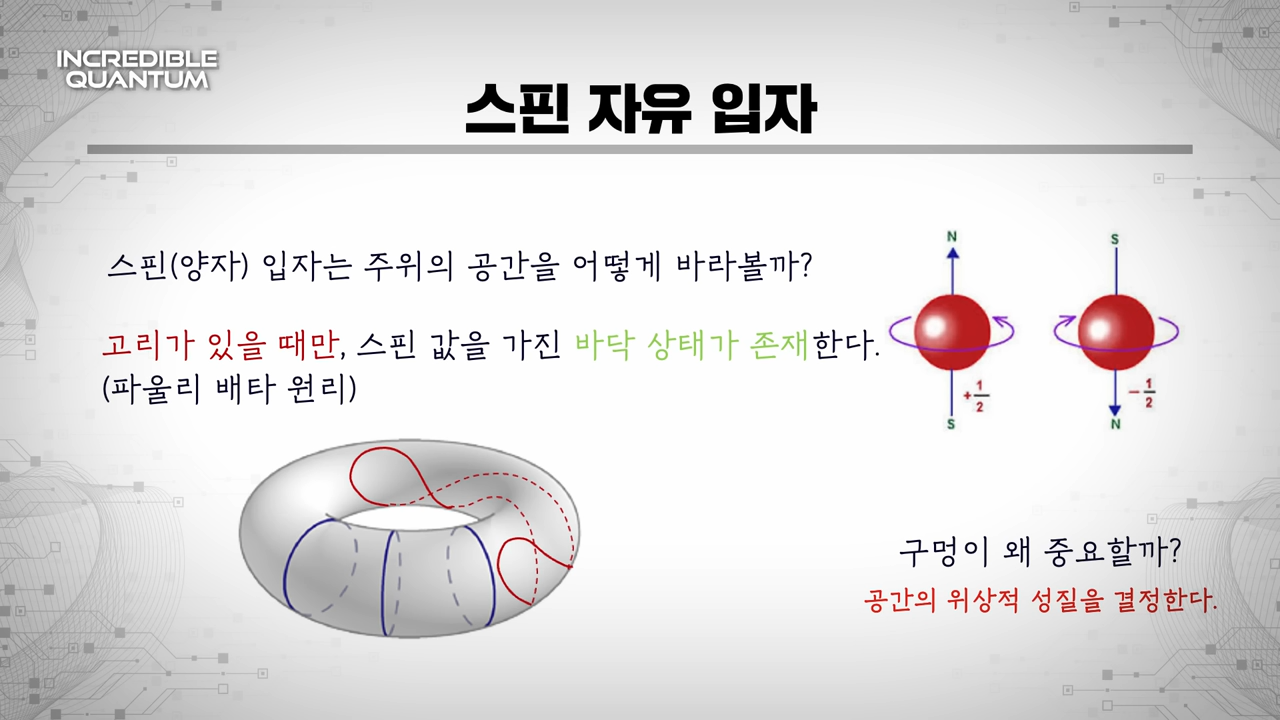 INCREDIBLE
QUANTUM
스핀 자유 입자
스핀(양자) 입자는 주위의 공간을 어떻게 바라볼까?
고리가 있을 때만, 스핀 값을 가진 바닥 상태가 존재한다.
(파울리 배타 원리)
N
S
+1/2
-1/2
S
N
구멍이 왜 중요할까?
공간의 위상적 성질을 결정한다.